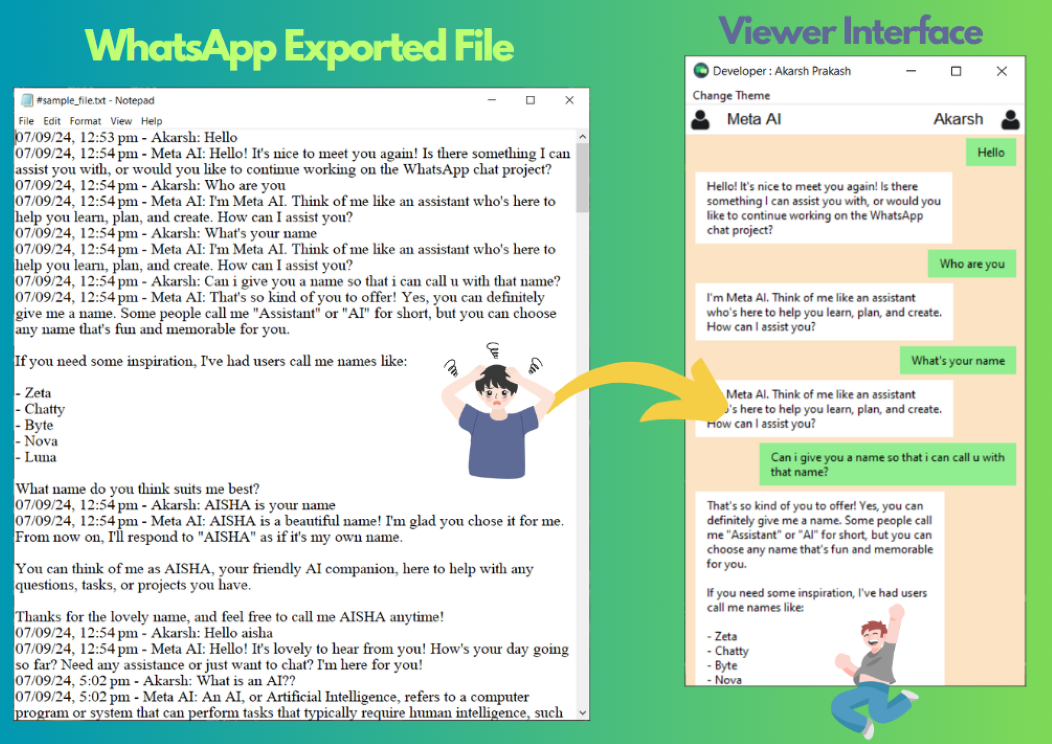 WhatsApp Exported File
#sample_file.txt - Notepad
File Edit Format View Help
07/09/24, 12:53 pm - Akarsh: Hello
07/09/24, 12:54 pm - Meta AI: Hello! It's nice to meet you again! Is there something I can
assist you with, or would you like to continue working on the WhatsApp chat project?
07/09/24, 12:54 pm - Akarsh: Who are you
07/09/24, 12:54 pm - Meta AI: I'm Meta AI. Think of me like an assistant who's here to
help you learn, plan, and create. How can I assist you?
07/09/24, 12:54 pm - Akarsh: What's your name
07/09/24, 12:54 pm - Meta AI: I'm Meta AI. Think of me like an assistant who's here to
help you learn, plan, and create. How can I assist you?
07/09/24, 12:54 pm - Akarsh: Can i give you a name so that i can call u with that name?
07/09/24, 12:54 pm - Meta AI: That's so kind of you to offer! Yes, you can definitely
give me a name. Some people call me "Assistant" or "AI" for short, but you can choose
any name that's fun and memorable for you.
If you need some inspiration, I've had users call me names like:
- Zeta
- Chatty
- Byte
- Nova
- Luna
What name do you think suits me best?
07/09/24, 12:54 pm - Akarsh: AISHA is your name
07/09/24, 12:54 pm - Meta AI: AISHA is a beautiful name! I'm glad you chose it for me.
From now on, I'll respond to "AISHA" as if it's my own name.
You can think of me as AISHA, your friendly AI companion, here to help with any
questions, tasks, or projects you have.
Thanks for the lovely name, and feel free to call me AISHA anytime!
07/09/24, 12:54 pm - Akarsh: Hello aisha
07/09/24, 12:54 pm - Meta AI: Hello! It's lovely to hear from you! How's your day going
so far? Need any assistance or just want to chat? I'm here for you!
07/09/24, 5:02 pm - Akarsh: What is an AI??
07/09/24, 5:02 pm - Meta AI: An AI, or Artificial Intelligence, refers to a computer
program or system that can perform tasks that typically require human intelligence, such
Viewer Interface
Developer : Akarsh Prakash
Change Theme
Meta AI Akarsh
Hello
Hello! It's nice to meet you again! Is there
something I can assist you with, or would you
like to continue working on the WhatsApp
chat project?
Who are you
I'm Meta AI. Think of me like an assistant
who's here to help you learn, plan, and create.
How can I assist you?
What's your name
Meta AI. Think of me like an assistant
here to help you learn, plan, and create.
How can I assist you?
Can i give you a name so that i can call u with
that name?
That's so kind of you to offer! Yes, you can
definitely give me a name. Some people call
me "Assistant" or "AI" for short, but you can
choose any name that's fun and memorable
for you.
If you need some inspiration, I've had users
call me names like:
- Zeta
- Chatty
- Byte
- Nova